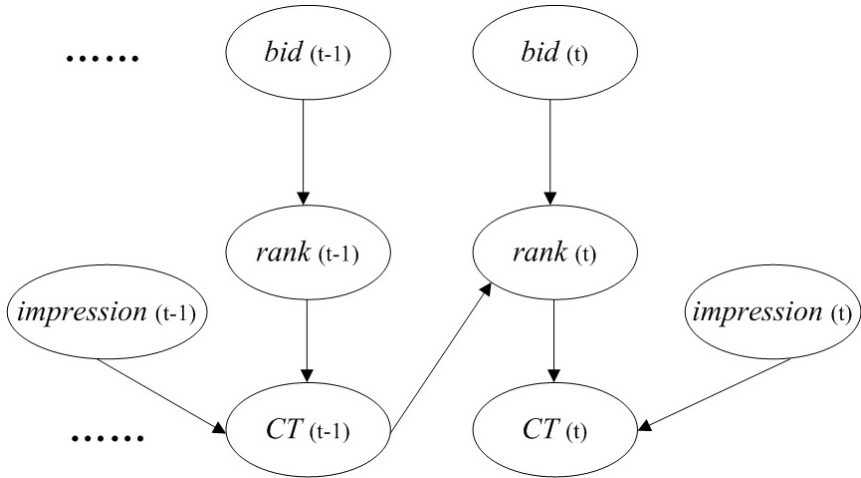 ...... bid (t-1) bid (t)
rank (t-1) rank (t)
impression (t-1) impression (t)
...... CT (t-1) CT (t)